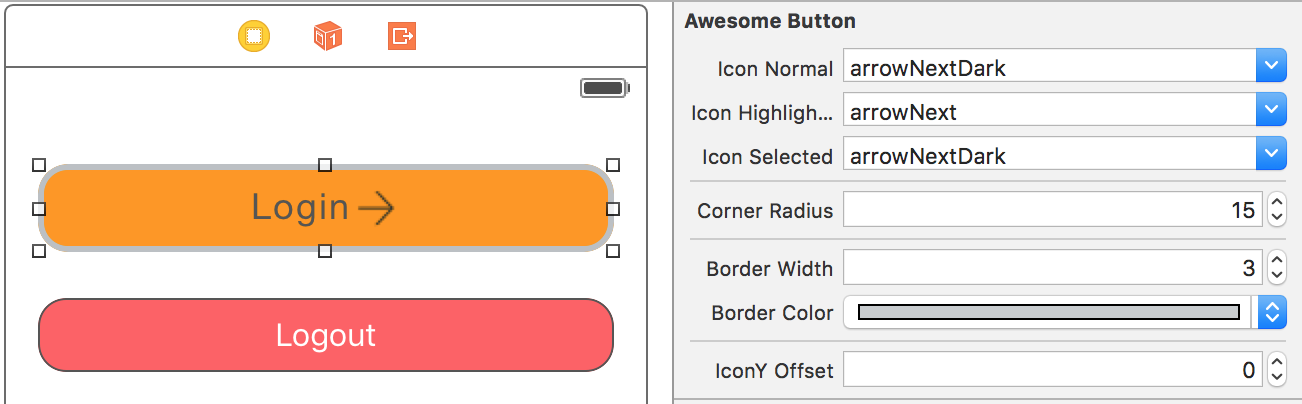 1
Login
Logout
Awesome Button
Icon Normal arrowNextDark
Icon Highligh... arrowNext
Icon Selected arrowNextDark
Corner Radius 15
Border Width 3
Border Color
IconY Offset 0